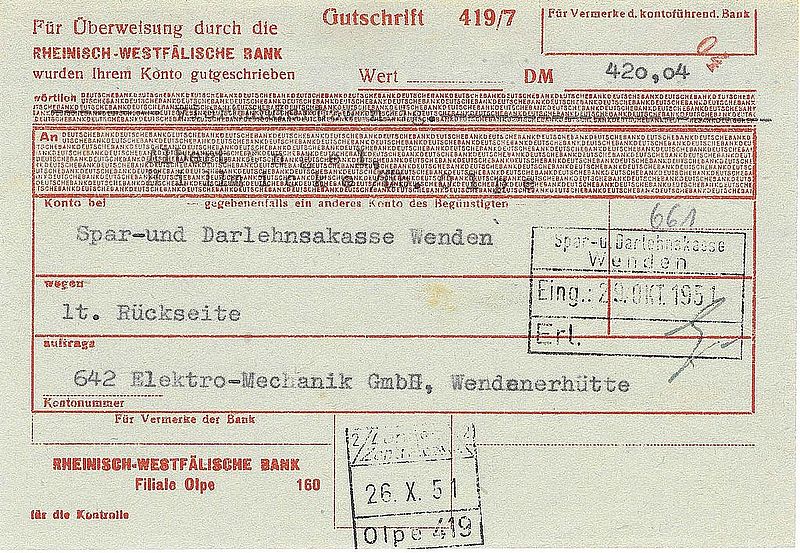 Für Überweisung durch die
RHEINISCH-WESTFÄLISCHE BANK
wurden Ihrem Konto gutgeschrieben
Gutschrift 419/7
Für Vermerke d. kontoführend. Bank
Wert
DM 420,04
wörtlich
An
Konto bei
gegebenenfalls ein anderes Konto des Begünstigten
661
Spar-und Darlehnsakasse Wenden
Spar-u. Darlehnskasse
Wenden
Eing.: 29. OKT. 1951
Erl.
wegen
lt. Rückseite
auftrags
642 Elektro-Mechanik GmbH, Wendenerhütte
Kontonummer
Für Vermerke der Bank
RHEINISCH-WESTFÄLISCHE BANK
Filiale Olpe 160
für die Kontrolle
26. X. 51
Olpe 419